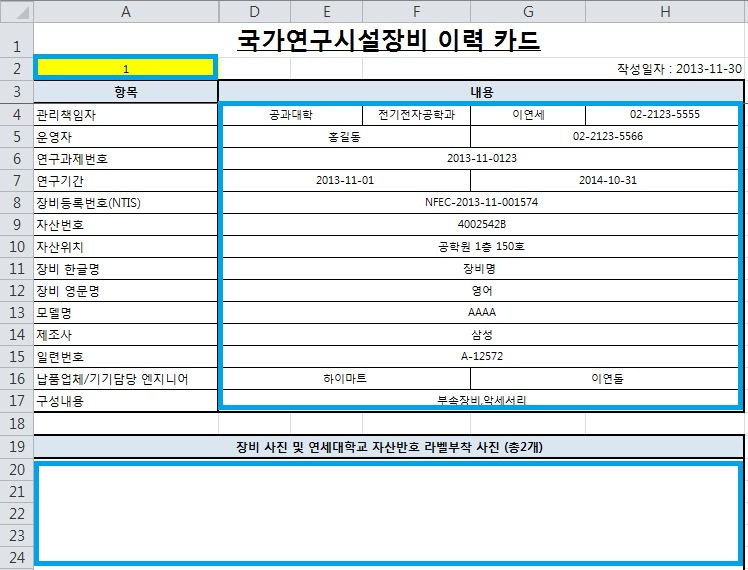 A D E F G H
1 국가연구시설장비 이력 카드
2 1 작성일자 : 2013-11-30
3 항목 내용
4 관리책임자 공과대학 전기전자공학과 이연세 02-2123-5555
5 운영자 홍길동 02-2123-5566
6 연구과제번호 2013-11-0123
7 연구기간 2013-11-01 2014-10-31
8 장비등록번호(NTIS) NFEC-2013-11-001574
9 자산번호 4002542B
10 자산위치 공학원 1층 150호
11 장비 한글명 장비명
12 장비 영문명 영어
13 모델명 AAAA
14 제조사 삼성
15 일련번호 A-12572
16 납품업체/기기담당 엔지니어 하이마트 이연돌
17 구성내용 부속장비,악세서리
18
19 장비 사진 및 연세대학교 자산반호 라벨부착 사진 (총2개)
20
21
22
23
24